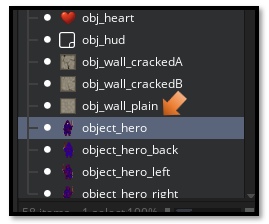 obj_heart
obj_hud
obj_wall_crackedA
obj_wall_crackedB
obj_wall_plain
object_hero
object_hero_back
object_hero_left
object_hero_right